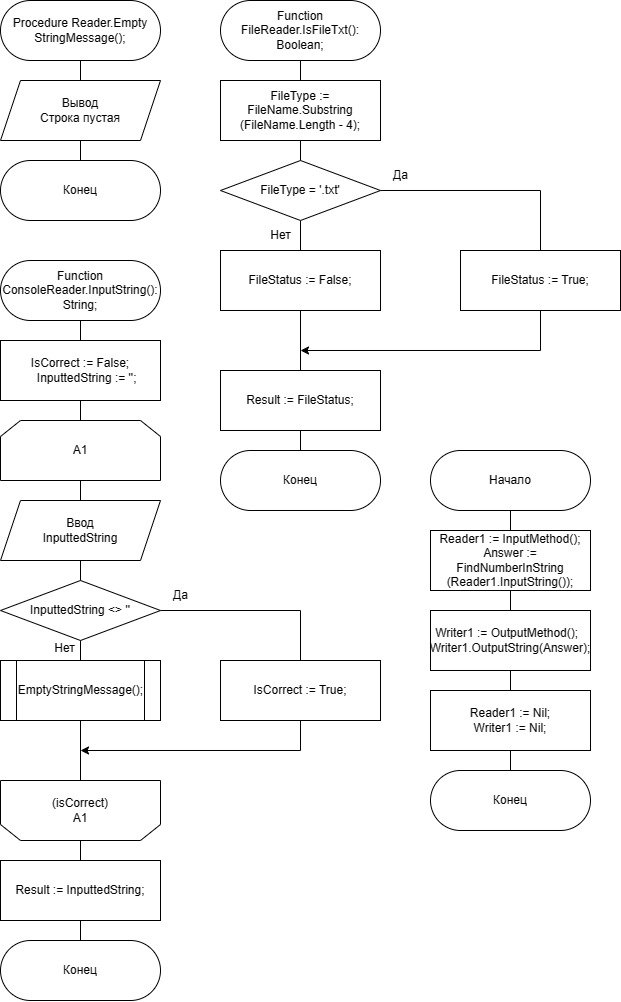 Procedure Reader.Empty
StringMessage();
Вывод
Строка пустая
Конец
Function
ConsoleReader.InputString():
String;
IsCorrect := False;
InputtedString := '';
A1
Ввод
InputtedString
InputtedString <> ''
Да
Нет
EmptyStringMessage();
IsCorrect := True;
(isCorrect)
A1
Result := InputtedString;
Конец
Function
FileReader.IsFileTxt():
Boolean;
FileType :=
FileName.Substring
(FileName.Length - 4);
FileType = '.txt'
Да
Нет
FileStatus := False;
FileStatus := True;
Result := FileStatus;
Конец
Начало
Reader1 := InputMethod();
Answer :=
FindNumberInString
(Reader1.InputString());
Writer1 := OutputMethod();
Writer1.OutputString(Answer);
Reader1 := Nil;
Writer1 := Nil;
Конец